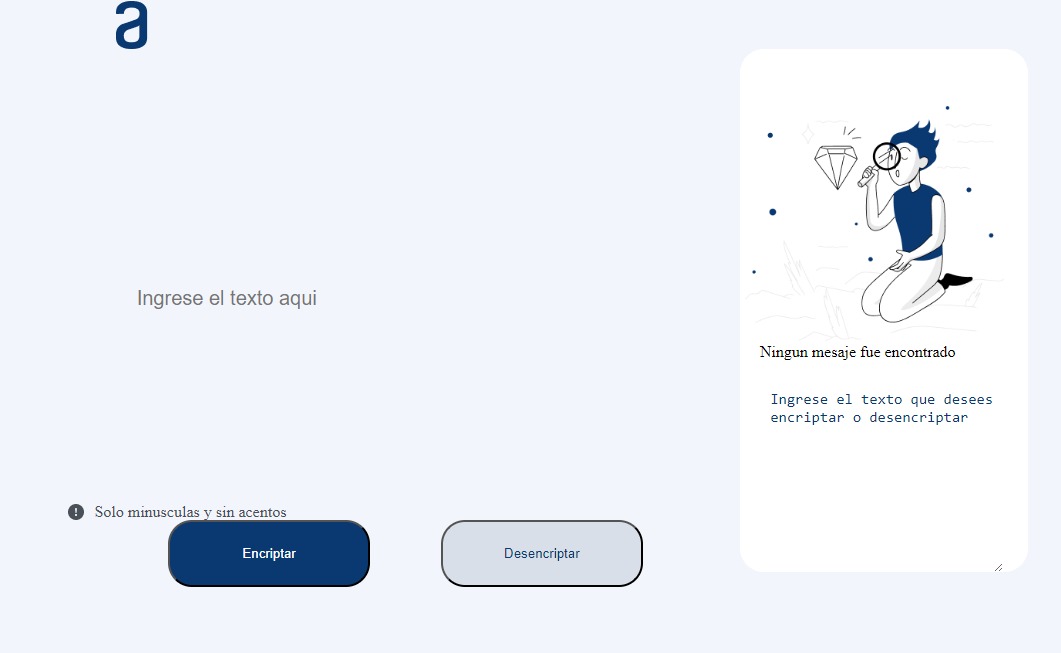 a
Ingrese el texto aqui
Solo minusculas y sin acentos
Encriptar
Desencriptar
Ningun mesaje fue encontrado
Ingrese el texto que desees
encriptar o desencriptar